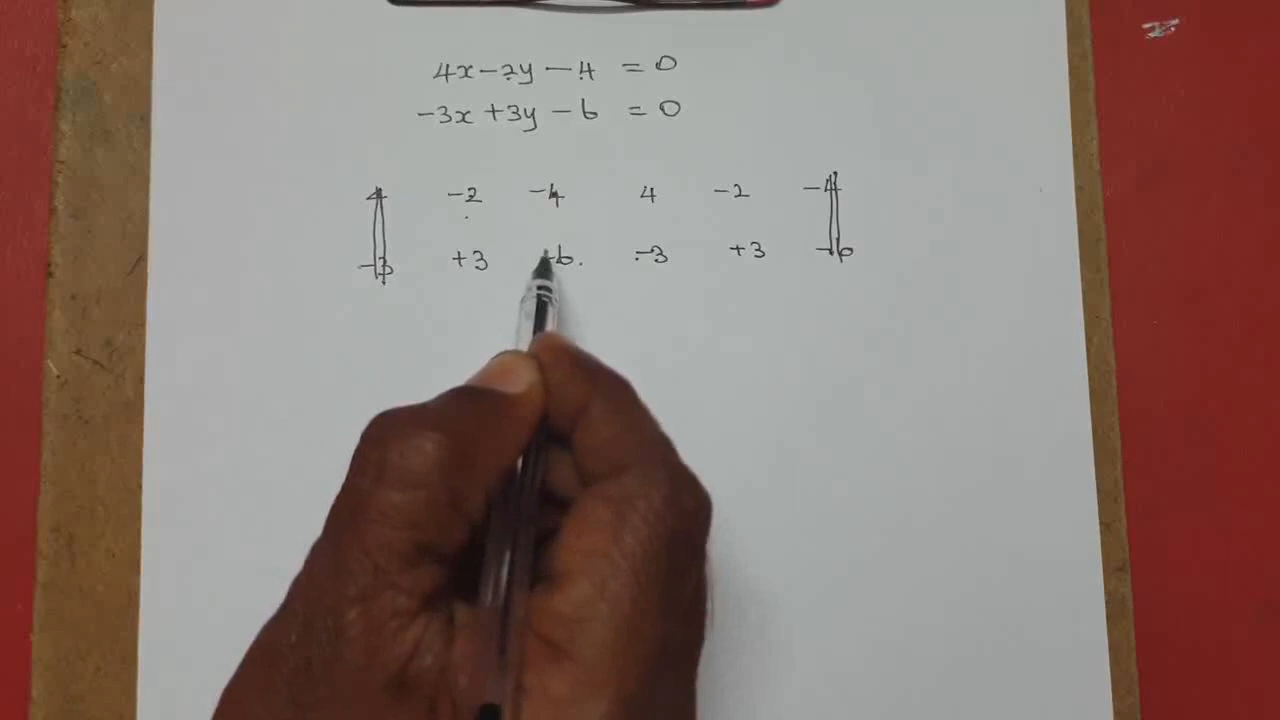 4x-2y-4 = 0
-3x+3y-6 = 0
4 -2 -4 4 -2 -4
-3 +3 -6 -3 +3 -6